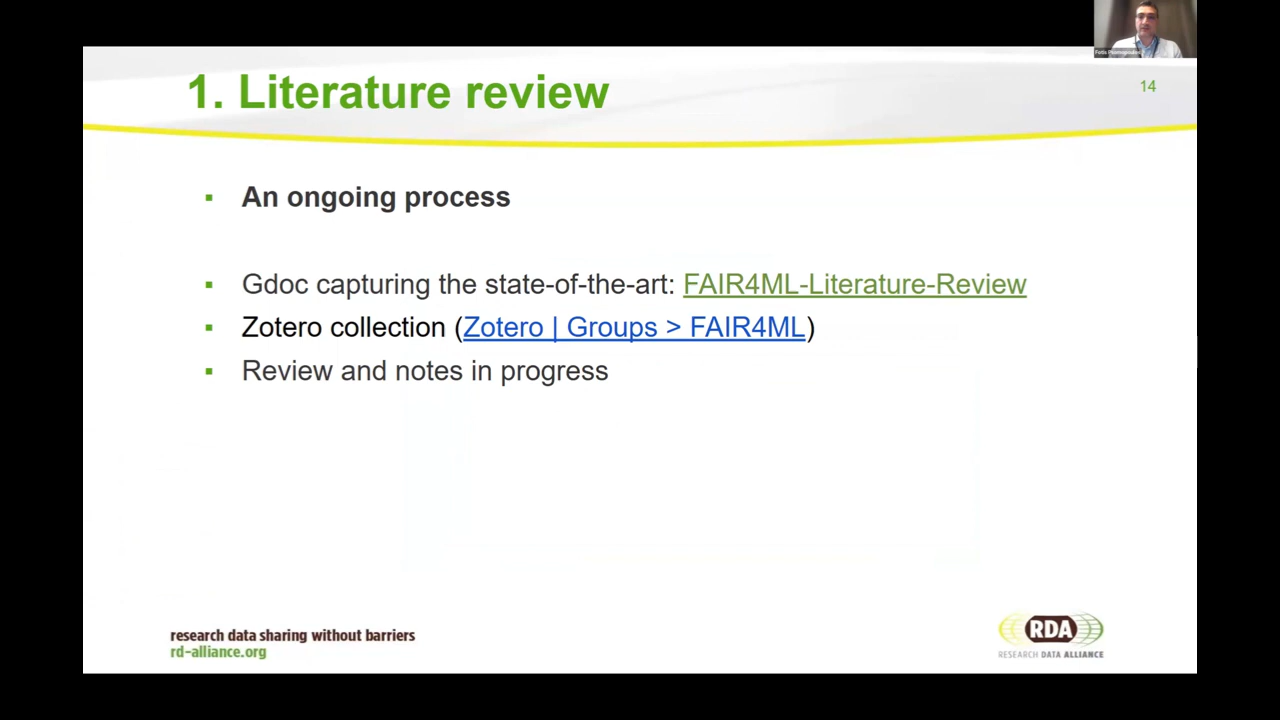 1. Literature review
14
An ongoing process
Gdoc capturing the state-of-the-art: FAIR4ML-Literature-Review
Zotero collection (Zotero | Groups > FAIR4ML)
Review and notes in progress
research data sharing without barriers
rd-alliance.org
RDA
RESEARCH DATA ALLIANCE
Fotis